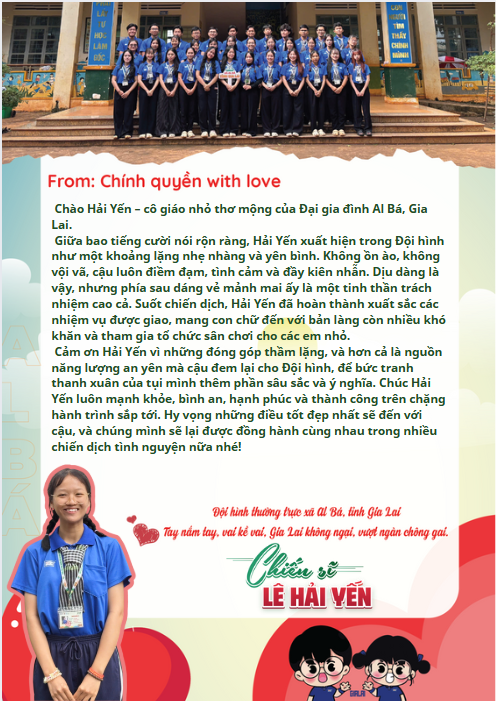 CON
NGƯỜI
TÌM
THẤY
CHÍNH
MÌNH
From: Chính quyền with love
Chào Hải Yến – cô giáo nhỏ thơ mộng của Đại gia đình Al Bá, Gia
Lai.
Giữa bao tiếng cười nói rộn ràng, Hải Yến xuất hiện trong Đội hình
như một khoảng lặng nhẹ nhàng và yên bình. Không ồn ào, không
vội vã, cậu luôn điềm đạm, tình cảm và đầy kiên nhẫn. Dịu dàng là
vậy, nhưng phía sau dáng vẻ mảnh mai ấy là một tinh thần trách
nhiệm cao cả. Suốt chiến dịch, Hải Yến đã hoàn thành xuất sắc các
nhiệm vụ được giao, mang con chữ đến với bản làng còn nhiều khó
khăn và tham gia tổ chức sân chơi cho các em nhỏ.
Cảm ơn Hải Yến vì những đóng góp thầm lặng, và hơn cả là nguồn
năng lượng an yên mà cậu đem lại cho Đội hình, để bức tranh
thanh xuân của tụi mình thêm phần sâu sắc và ý nghĩa. Chúc Hải
Yến luôn mạnh khỏe, bình an, hạnh phúc và thành công trên chặng
hành trình sắp tới. Hy vọng những điều tốt đẹp nhất sẽ đến với
cậu, và chúng mình sẽ lại được đồng hành cùng nhau trong nhiều
chiến dịch tình nguyện nữa nhé!
AL BÁ
Đội hình thường trực xã Al Bá, tỉnh Gia Lai
Tay nắm tay, vai kề vai, Gia Lai không ngại, vượt ngàn chông gai.
Chiến sĩ
LÊ HẢI YẾN
GIALAI